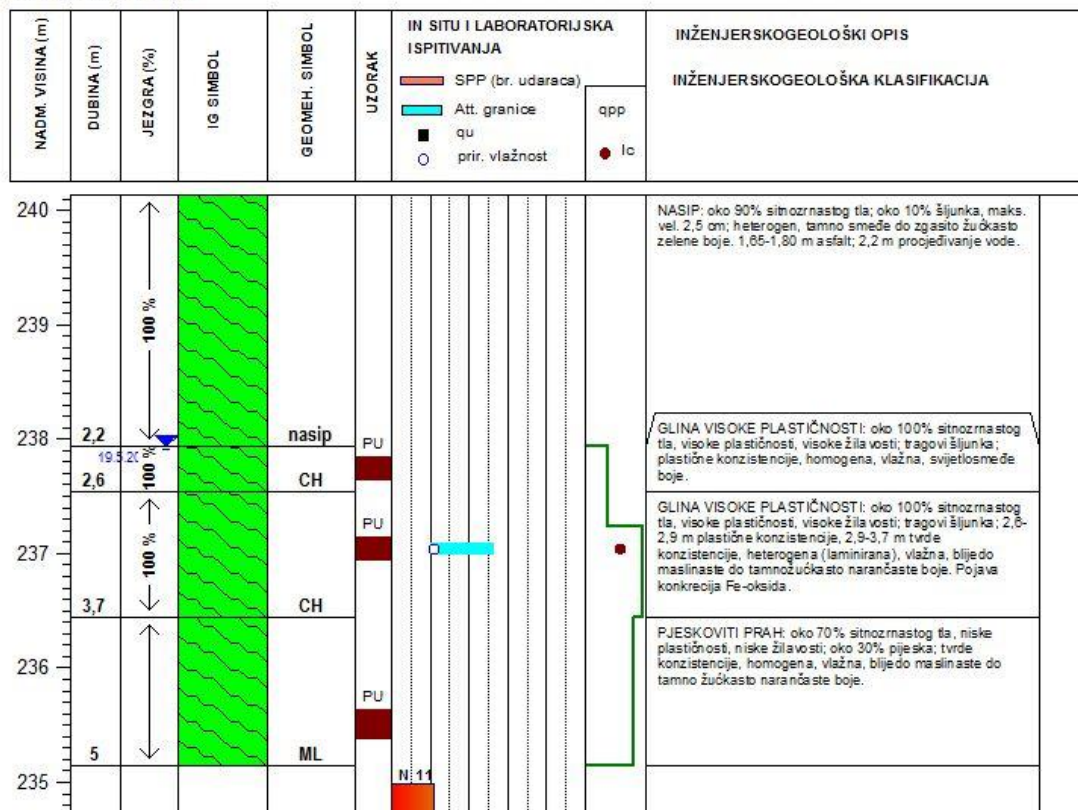 NADM. VISINA (m)
DUBINA (m)
JEZGRA (%)
IG SIMBOL
GEOMEH. SIMBOL
UZORAK
IN SITU I LABORATORIJSKA
ISPITIVANJA
SPP (br. udaraca)
Att. granice
qu
prir. vlažnost
qpp
Ic
INŽENJERSKOGEOLOŠKI OPIS
INŽENJERSKOGEOLOŠKA KLASIFIKACIJA
240
239
238
237
236
235
2,2
19.5.20
2,6
3,7
5
100 %
100 %
100 %
nasip
CH
CH
ML
PU
PU
PU
N 11
NASIP: oko 90% sitnozrnastog tla; oko 10% šljunka, maks.
vel. 2,5 cm; heterogen, tamno smeđe do zgasito žućkasto
zelene boje. 1,65-1,80 m asfalt; 2,2 m procjeđivanje vode.
GLINA VISOKE PLASTIČNOSTI: oko 100% sitnozrnastog
tla, visoke plastičnosti, visoke žilavosti; tragovi šljunka;
plastične konzistencije, homogena, vlažna, svijetlosmeđe
boje.
GLINA VISOKE PLASTIČNOSTI: oko 100% sitnozrnastog
tla, visoke plastičnosti, visoke žilavosti; tragovi šljunka; 2,6-
2,9 m plastične konzistencije, 2,9-3,7 m tvrde
konzistencije, heterogena (laminirana), vlažna, blijedo
maslinaste do tamnožućkasto narančaste boje. Pojava
konkrecija Fe-oksida.
PJESKOVITI PRAH: oko 70% sitnozrnastog tla, niske
plastičnosti, niske žilavosti; oko 30% pijeska; tvrde
konzistencije, homogena, vlažna, blijedo maslinaste do
tamno žućkasto narančaste boje.